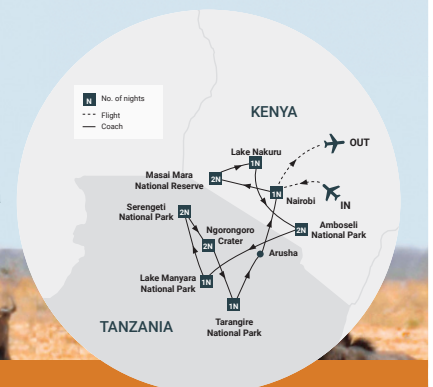 N No. of nights
Flight
Coach
KENYA
OUT
Lake Nakuru
1N
Masai Mara
National Reserve
2N
1N
Nairobi
IN
Serengeti
National Park
2N
Amboseli
National Park
2N
Ngorongoro
Crater
2N
Arusha
Lake Manyara
National Park
1N
1N
TANZANIA
Tarangire
National Park